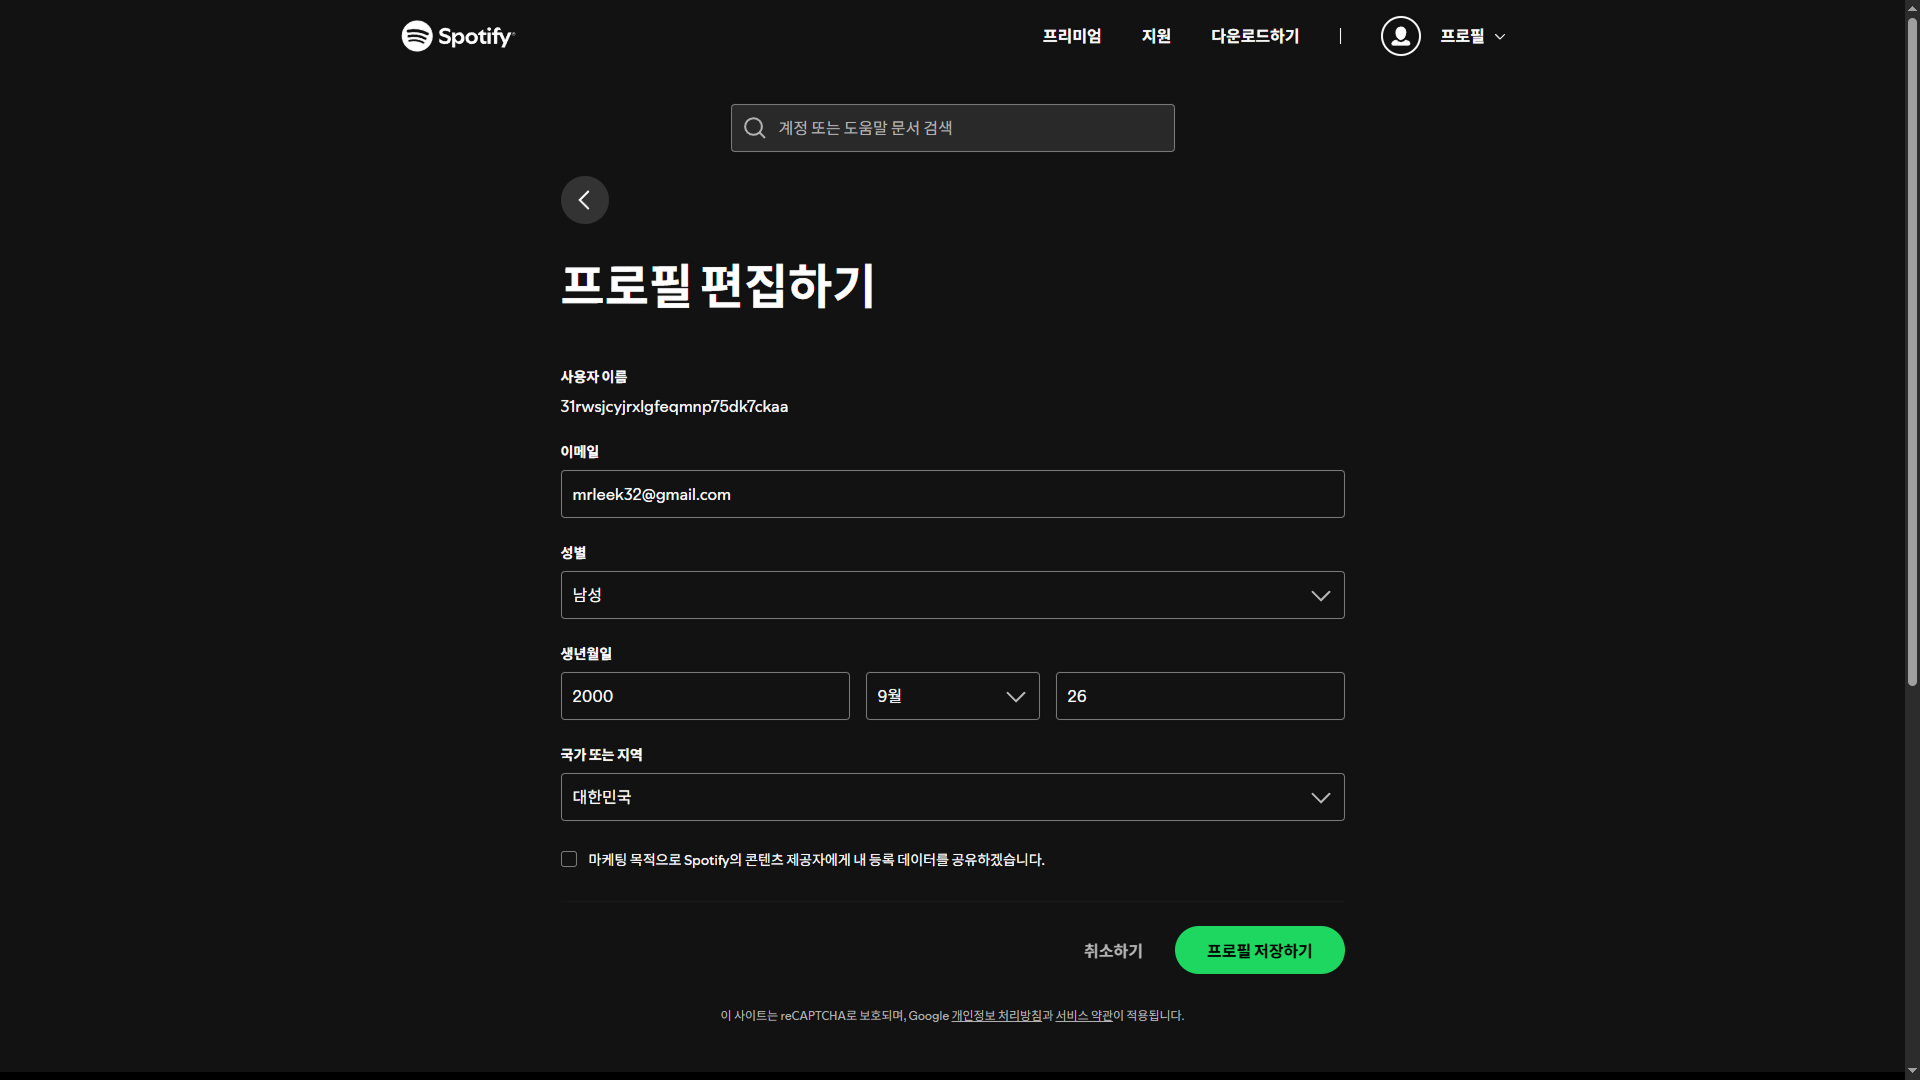 Spotify
프리미엄
지원
다운로드하기
프로필
계정 또는 도움말 문서 검색
프로필 편집하기
사용자 이름
31rwsjcyjrxlgfeqmnp75dk7ckaa
이메일
mrleek32@gmail.com
성별
남성
생년월일
2000
9월
26
국가 또는 지역
대한민국
마케팅 목적으로 Spotify의 콘텐츠 제공자에게 내 등록 데이터를 공유하겠습니다.
취소하기
프로필 저장하기
이 사이트는 reCAPTCHA로 보호되며, Google 개인정보 처리방침과 서비스 약관이 적용됩니다.